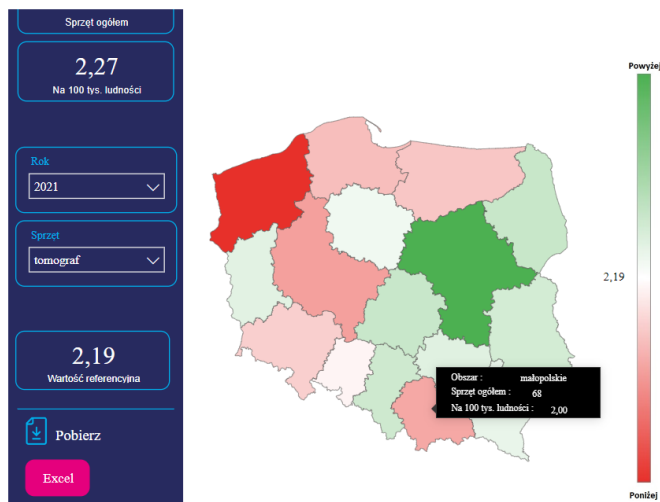 Sprzęt ogółem
2,27
Na 100 tys. ludności
Rok
2021
Sprzęt
tomograf
2,19
Wartość referencyjna
Pobierz
Excel
Powyżej
2,19
Poniżej
Obszar : małopolskie
Sprzęt ogółem : 68
Na 100 tys. ludności : 2,00